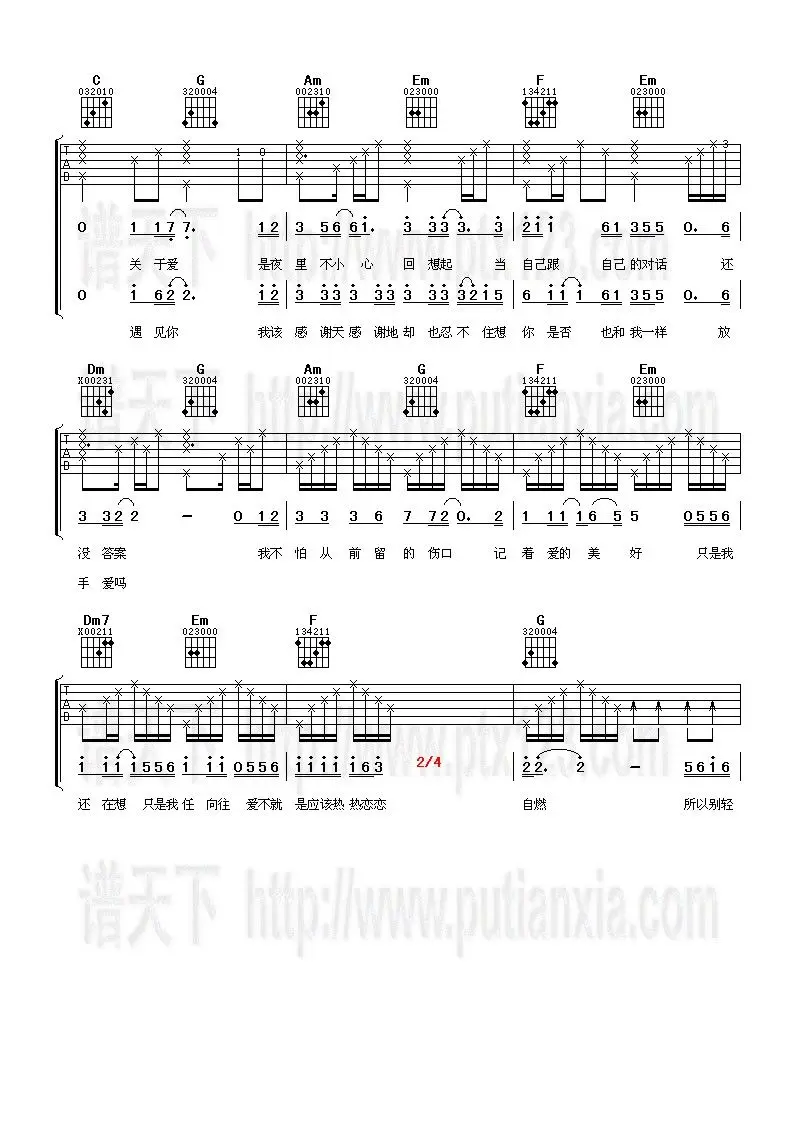 C G Am Em F Em
032010 320004 002310 023000 134211 023000
T A B 1 0 3
0 1 1 7 7. 1 2 3 5 6 6 1. 3 3 3 3. 3 2 1 1 6 1 3 5 5 0. 6
关于爱 是夜里不小心回想起 当自己跟 自己的对话 还
0 1 6 2 2. 1 2 3 3 3 3 3 3 3 3 3 3 2 1 5 6 1 1 1 6 1 3 5 5 0. 6
遇见你 我该感谢天感谢地却也忍不住想你是否 也和我一样 放
Dm G Am G F Em
X00231 320004 002310 320004 134211 023000
T A B
3 3 2 2 - 0 1 2 3 3 3 6 7 7 2 0. 2 1 1 1 1 6 5 5 0 5 5 6
没答案 我不怕从前留的伤口 记着爱的美好 只是我
手爱吗
Dm7 Em F G
X00211 023000 134211 320004
T A B
1 1 1 1 5 5 6 1 1 1 0 5 5 6 1 1 1 1 1 6 3 2/4 2 2. 2 - 5 6 1 6
还在想 只是我任向往 爱不就是应该热热恋恋 自燃 所以别轻
谱天下 http://www.putianxia.com